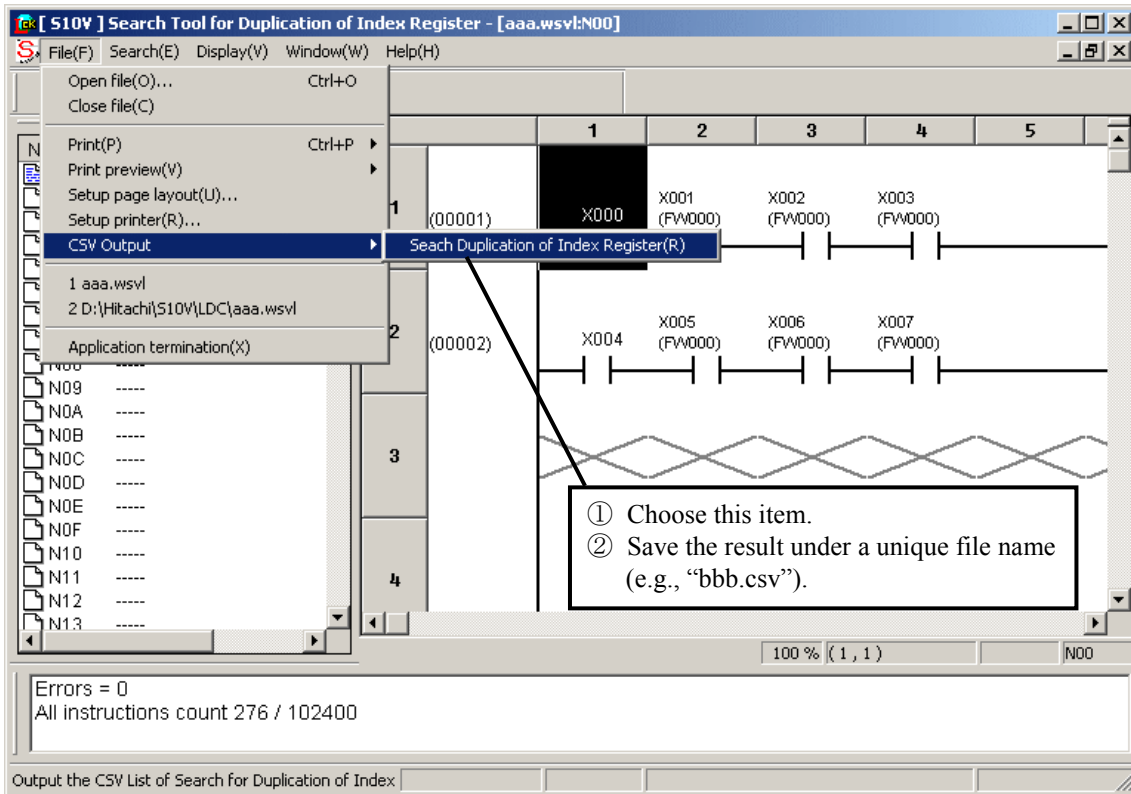 [ S10V ] Search Tool for Duplication of Index Register - [aaa.wsvl:N00]
File(F) Search(E) Display(V) Window(W) Help(H)
Open file(O)... Ctrl+O
Close file(C)
Print(P) Ctrl+P
Print preview(V)
Setup page layout(U)...
Setup printer(R)...
CSV Output
Seach Duplication of Index Register(R)
1 aaa.wsvl
2 D:\Hitachi\S10V\LDC\aaa.wsvl
Application termination(X)
N
N08 -----
N09 -----
N0A -----
N0B -----
N0C -----
N0D -----
N0E -----
N0F -----
N10 -----
N11 -----
N12 -----
N13 -----
1 2 3 4 5
1 (00001) X000
X001 X002 X003
(FW000) (FW000) (FW000)
2 (00002) X004
X005 X006 X007
(FW000) (FW000) (FW000)
3
4
① Choose this item.
② Save the result under a unique file name
(e.g., “bbb.csv”).
100 % ( 1 , 1 ) N00
Errors = 0
All instructions count 276 / 102400
Output the CSV List of Search for Duplication of Index